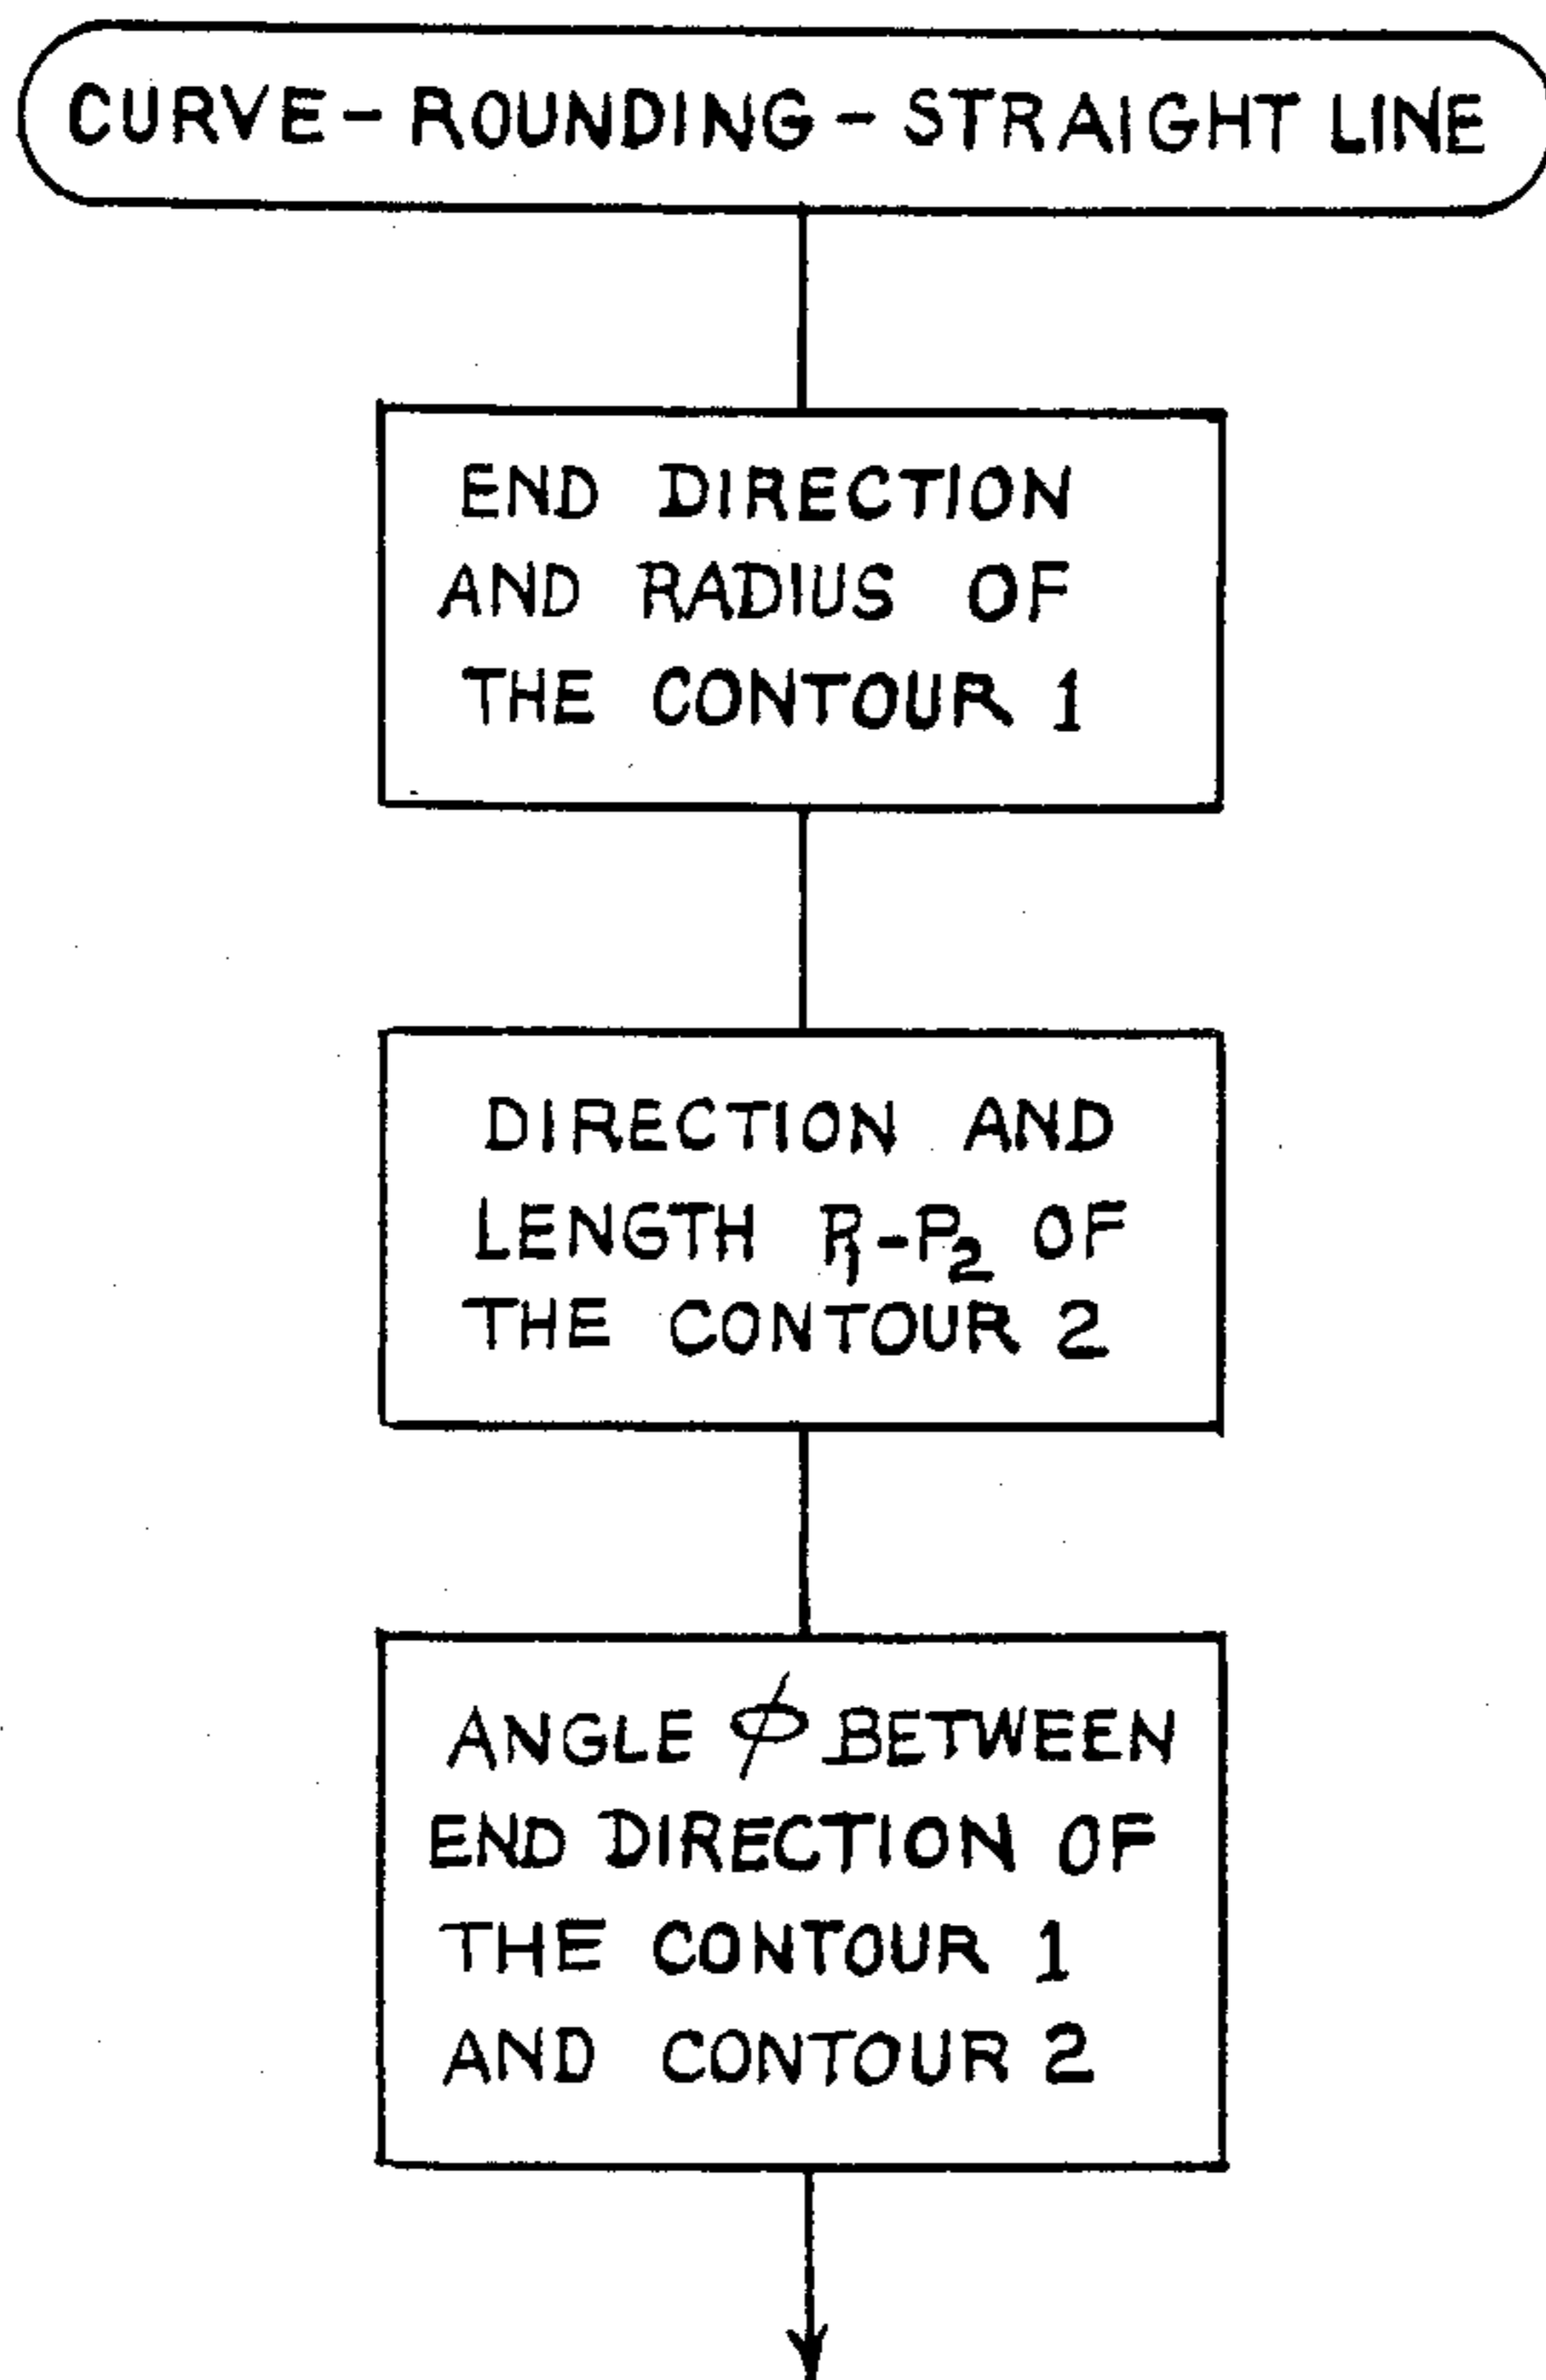 CURVE-ROUNDING-STRAIGHT LINE
END DIRECTION
AND RADIUS OF
THE CONTOUR 1
DIRECTION AND
LENGTH P₁-P₂ OF
THE CONTOUR 2
ANGLE ϕ BETWEEN
END DIRECTION OF
THE CONTOUR 1
AND CONTOUR 2